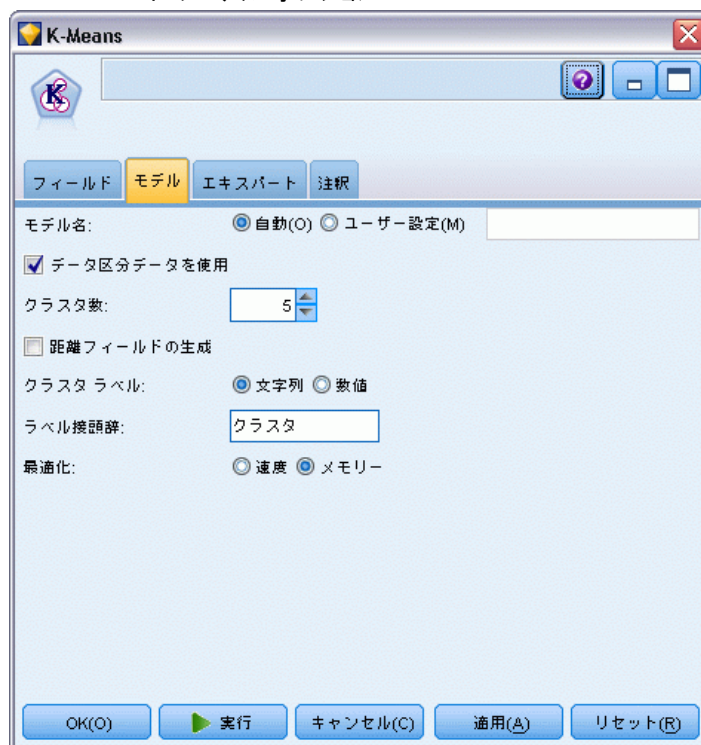 K-Means
フィールド モデル エキスパート 注釈
モデル名: 自動(O) ユーザー設定(M)
データ区分データを使用
クラスタ数: 5
距離フィールドの生成
クラスタ ラベル: 文字列 数値
ラベル接頭辞: クラスタ
最適化: 速度 メモリー
OK(O) 実行 キャンセル(C) 適用(A) リセット(R)